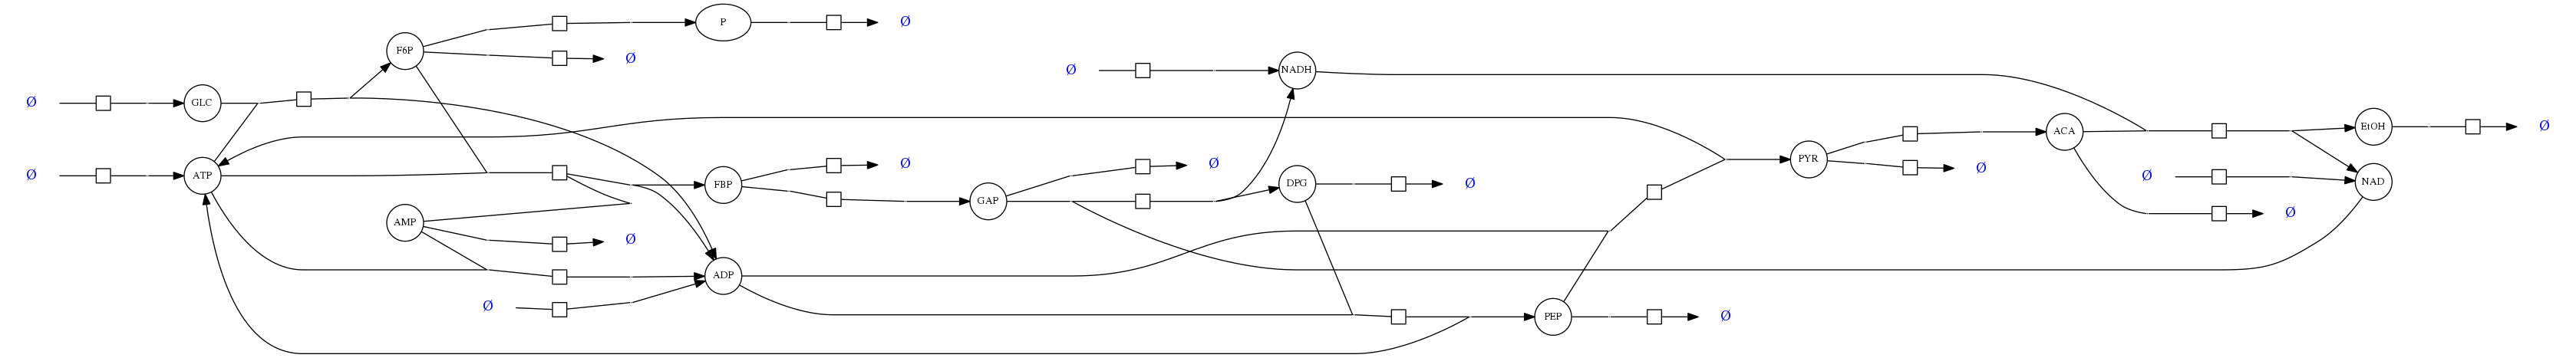 P
Ø
F6P
Ø
NADH
Ø
Ø
GLC
EtOH
Ø
ACA
PYR
Ø
FBP
Ø
GAP
Ø
Ø
ATP
Ø
NAD
DPG
Ø
Ø
AMP
Ø
Ø
ADP
Ø
PEP
Ø